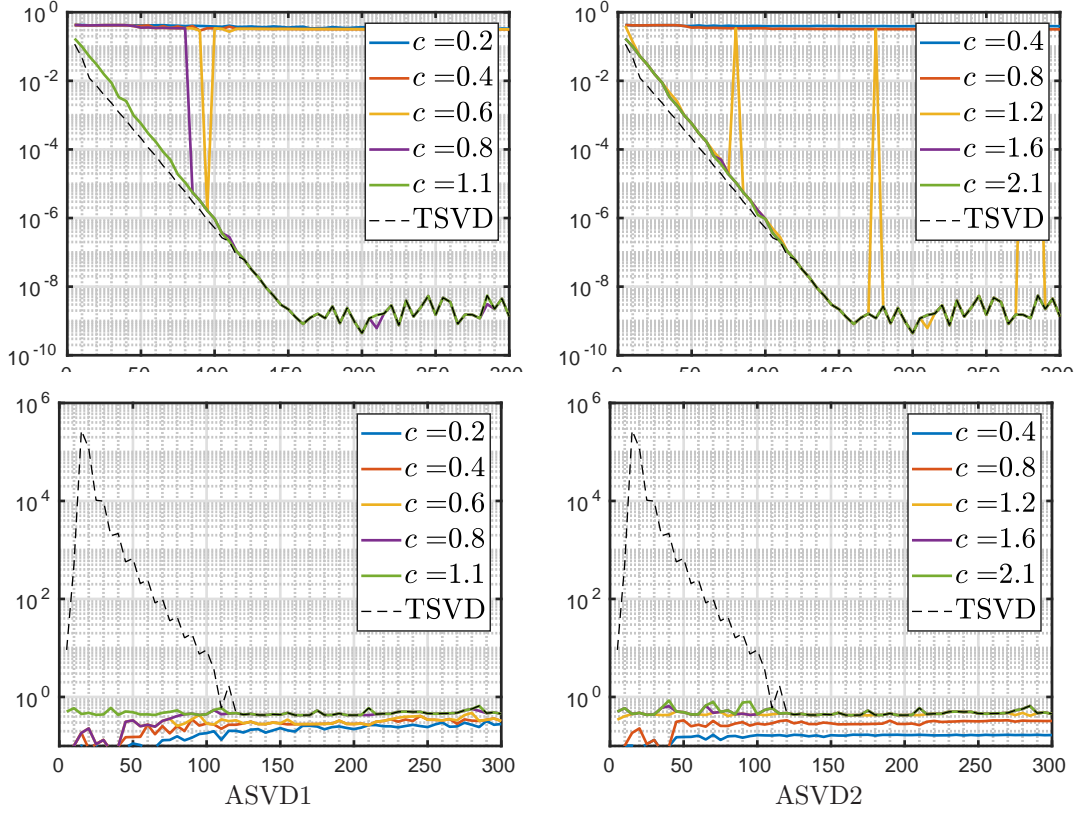 10^0
10^-2
10^-4
10^-6
10^-8
10^-10
0 50 100 150 200 250 300
c =0.2
c =0.4
c =0.6
c =0.8
c =1.1
TSVD
10^0
10^-2
10^-4
10^-6
10^-8
10^-10
0 50 100 150 200 250 300
c =0.4
c =0.8
c =1.2
c =1.6
c =2.1
TSVD
10^6
10^4
10^2
10^0
0 50 100 150 200 250 300
c =0.2
c =0.4
c =0.6
c =0.8
c =1.1
TSVD
ASVD1
10^6
10^4
10^2
10^0
0 50 100 150 200 250 300
c =0.4
c =0.8
c =1.2
c =1.6
c =2.1
TSVD
ASVD2